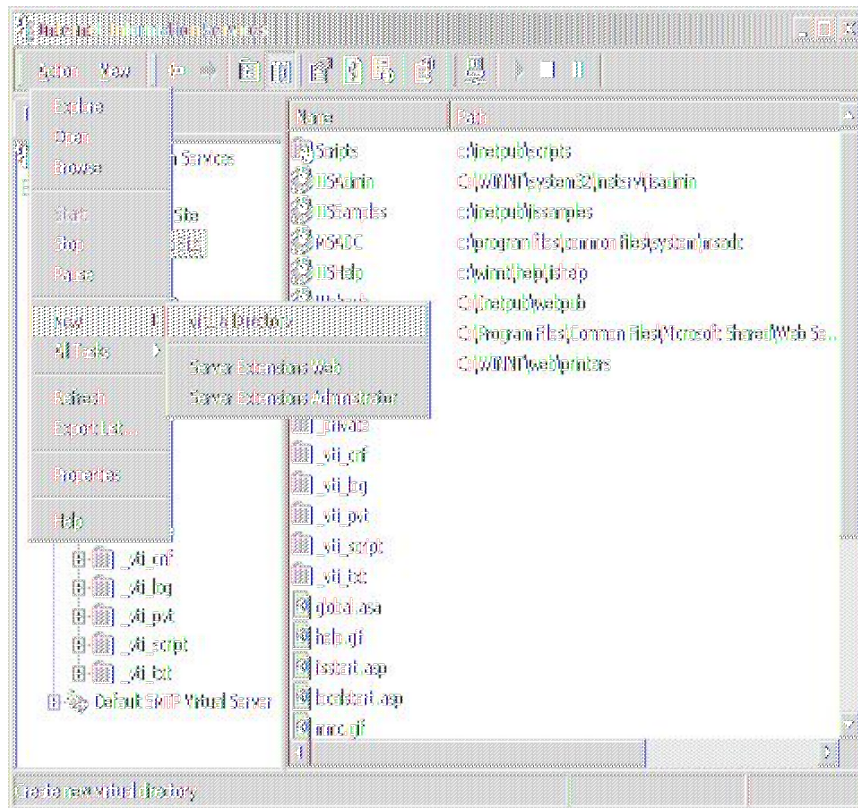 Internet Information Services
Action View
Explore
Open
Browse
Start
Stop
Pause
New
All Tasks
Refresh
Export List...
Properties
Help
Virtual Directory
Server Extensions Web
Server Extensions Administrator
Services
Site
_vti_cnf
_vti_log
_vti_pvt
_vti_script
_vti_txt
Default SMTP Virtual Server
Name Path
Scripts c:\inetpub\scripts
IISAdmin C:\WINNT\system32\inetsrv\iisadmin
IISSamples c:\inetpub\iissamples
MSADC c:\program files\common files\system\msadc
IISHelp c:\winnt\help\iishelp
C:\Inetpub\webpub
C:\Program Files\Common Files\Microsoft Shared\Web Se...
C:\WINNT\web\printers
_private
_vti_cnf
_vti_log
_vti_pvt
_vti_script
_vti_txt
global.asa
help.gif
iisstart.asp
localstart.asp
mmc.gif
Create new virtual directory